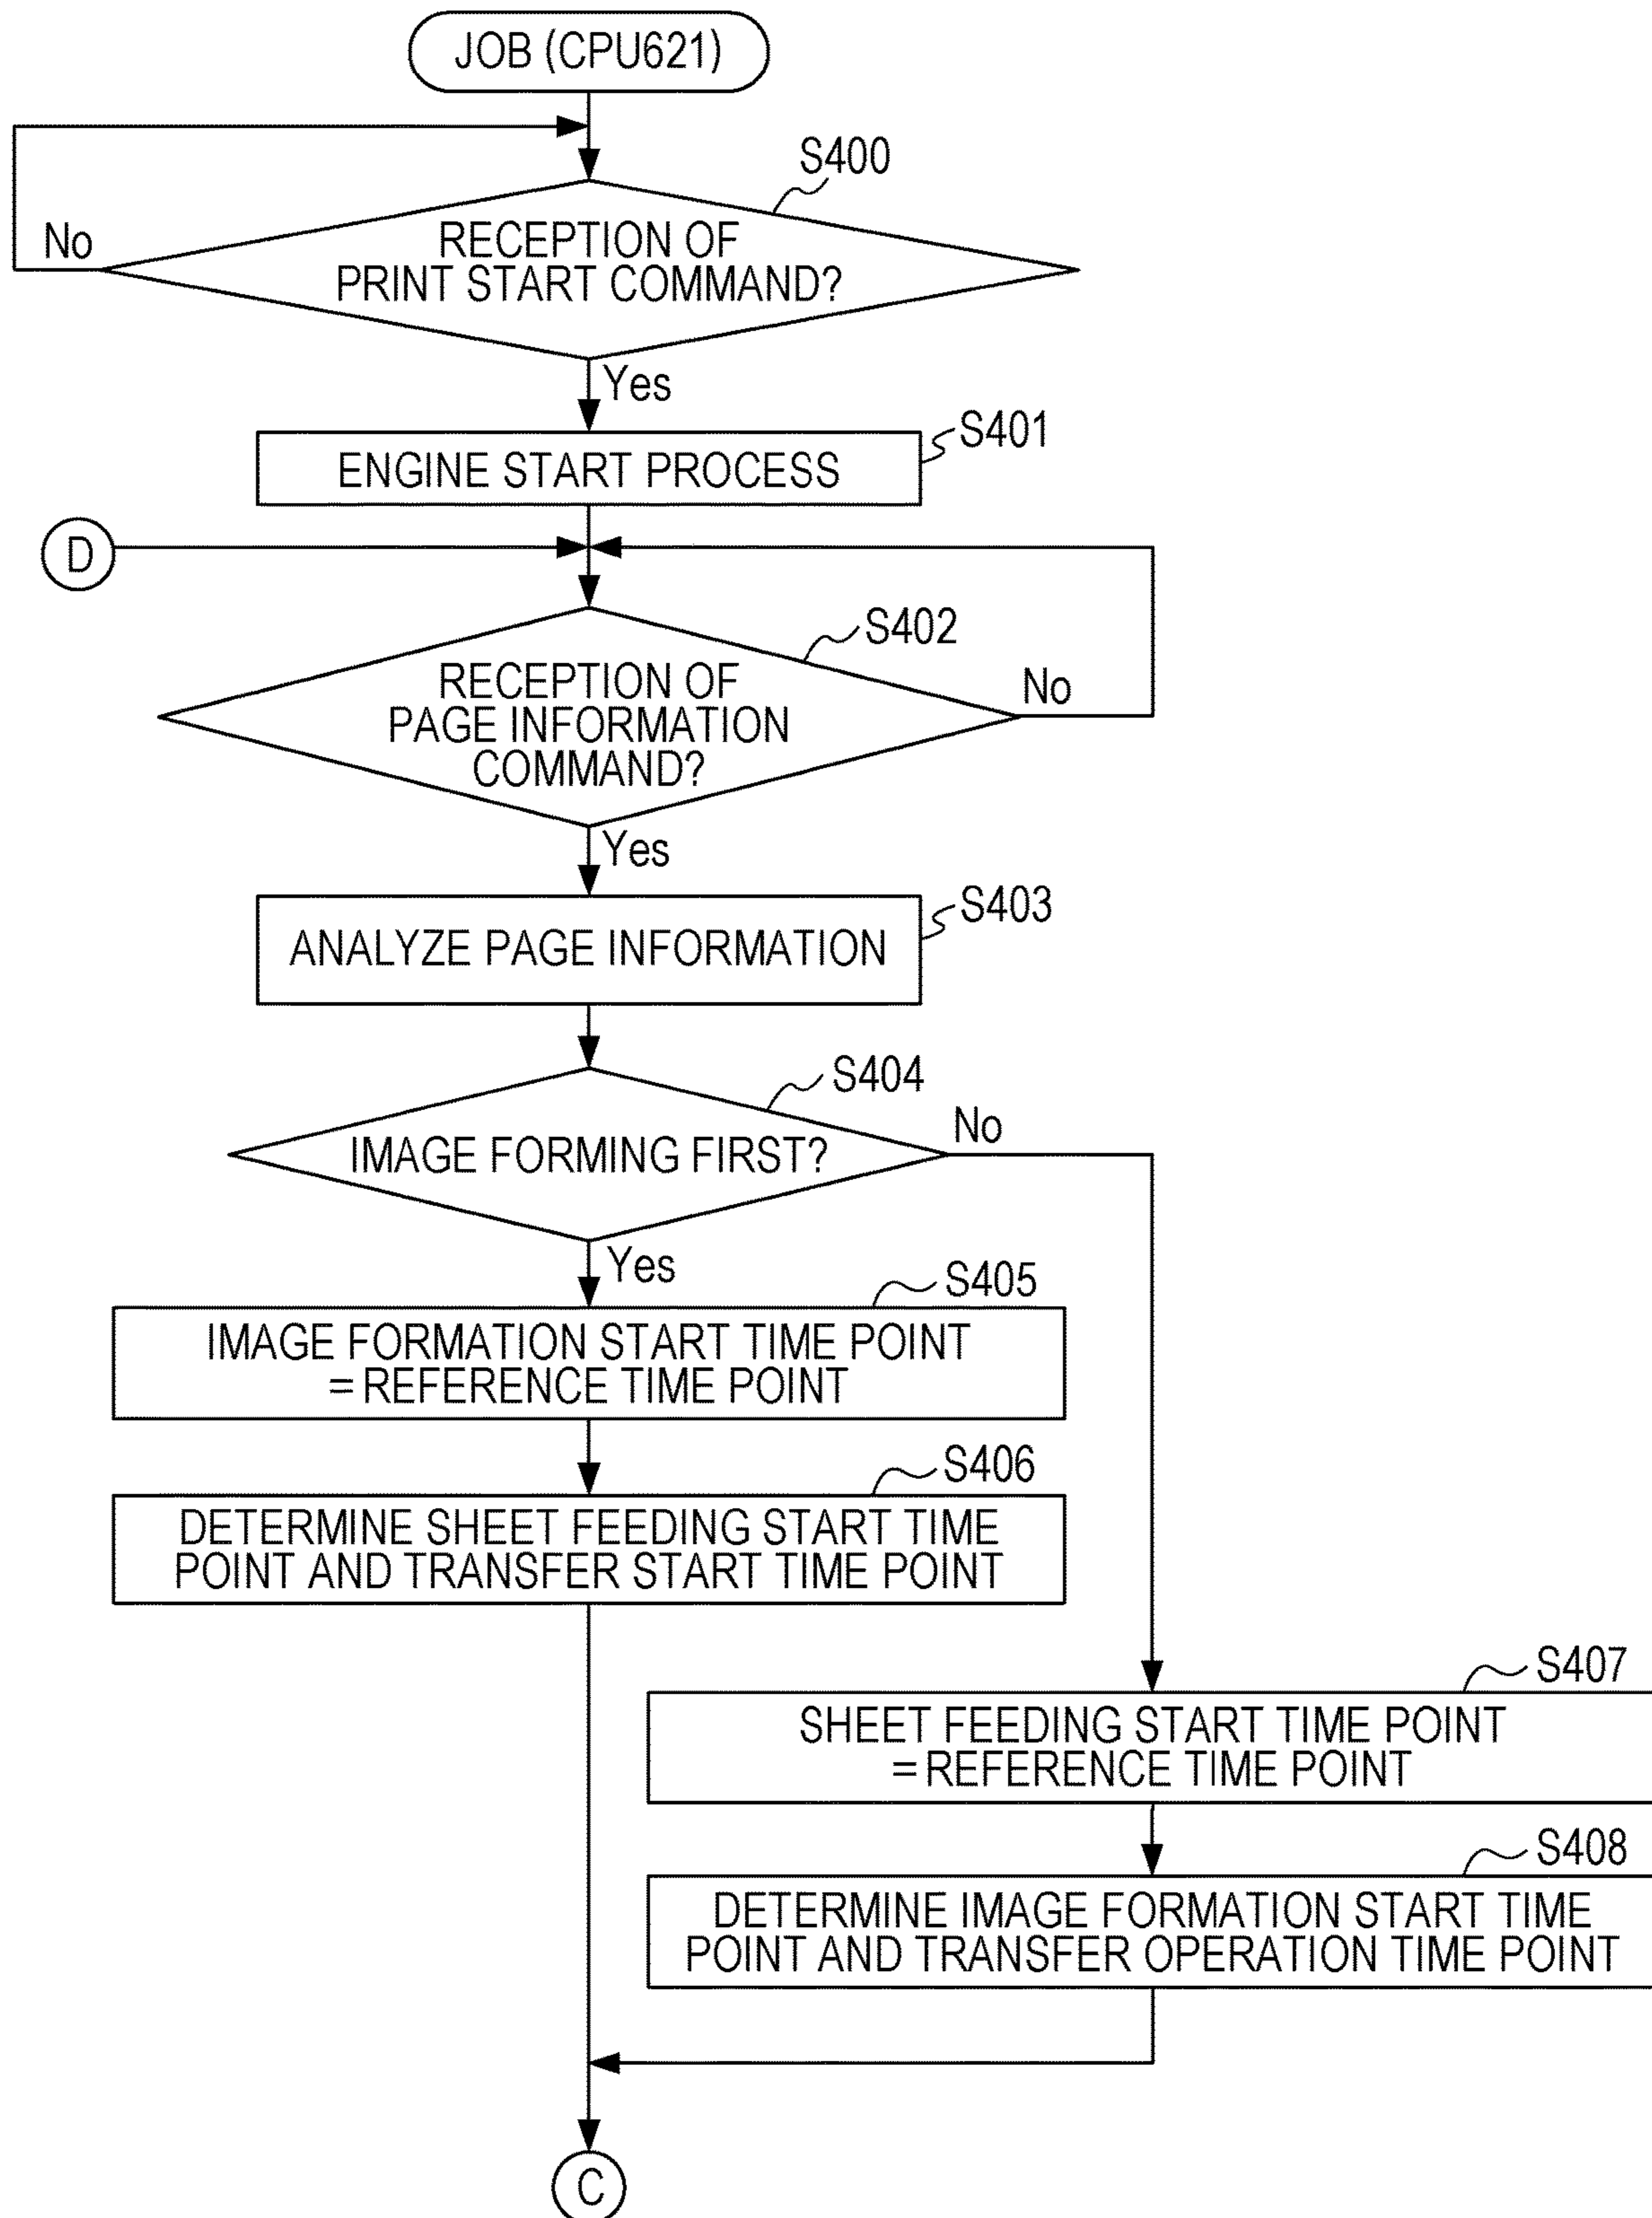 JOB (CPU621)
S400
No
RECEPTION OF
PRINT START COMMAND?
Yes
S401
ENGINE START PROCESS
D
S402
RECEPTION OF
PAGE INFORMATION
COMMAND?
No
Yes
S403
ANALYZE PAGE INFORMATION
S404
IMAGE FORMING FIRST?
No
Yes
S405
IMAGE FORMATION START TIME POINT
= REFERENCE TIME POINT
S406
DETERMINE SHEET FEEDING START TIME
POINT AND TRANSFER START TIME POINT
S407
SHEET FEEDING START TIME POINT
= REFERENCE TIME POINT
S408
DETERMINE IMAGE FORMATION START TIME
POINT AND TRANSFER OPERATION TIME POINT
C